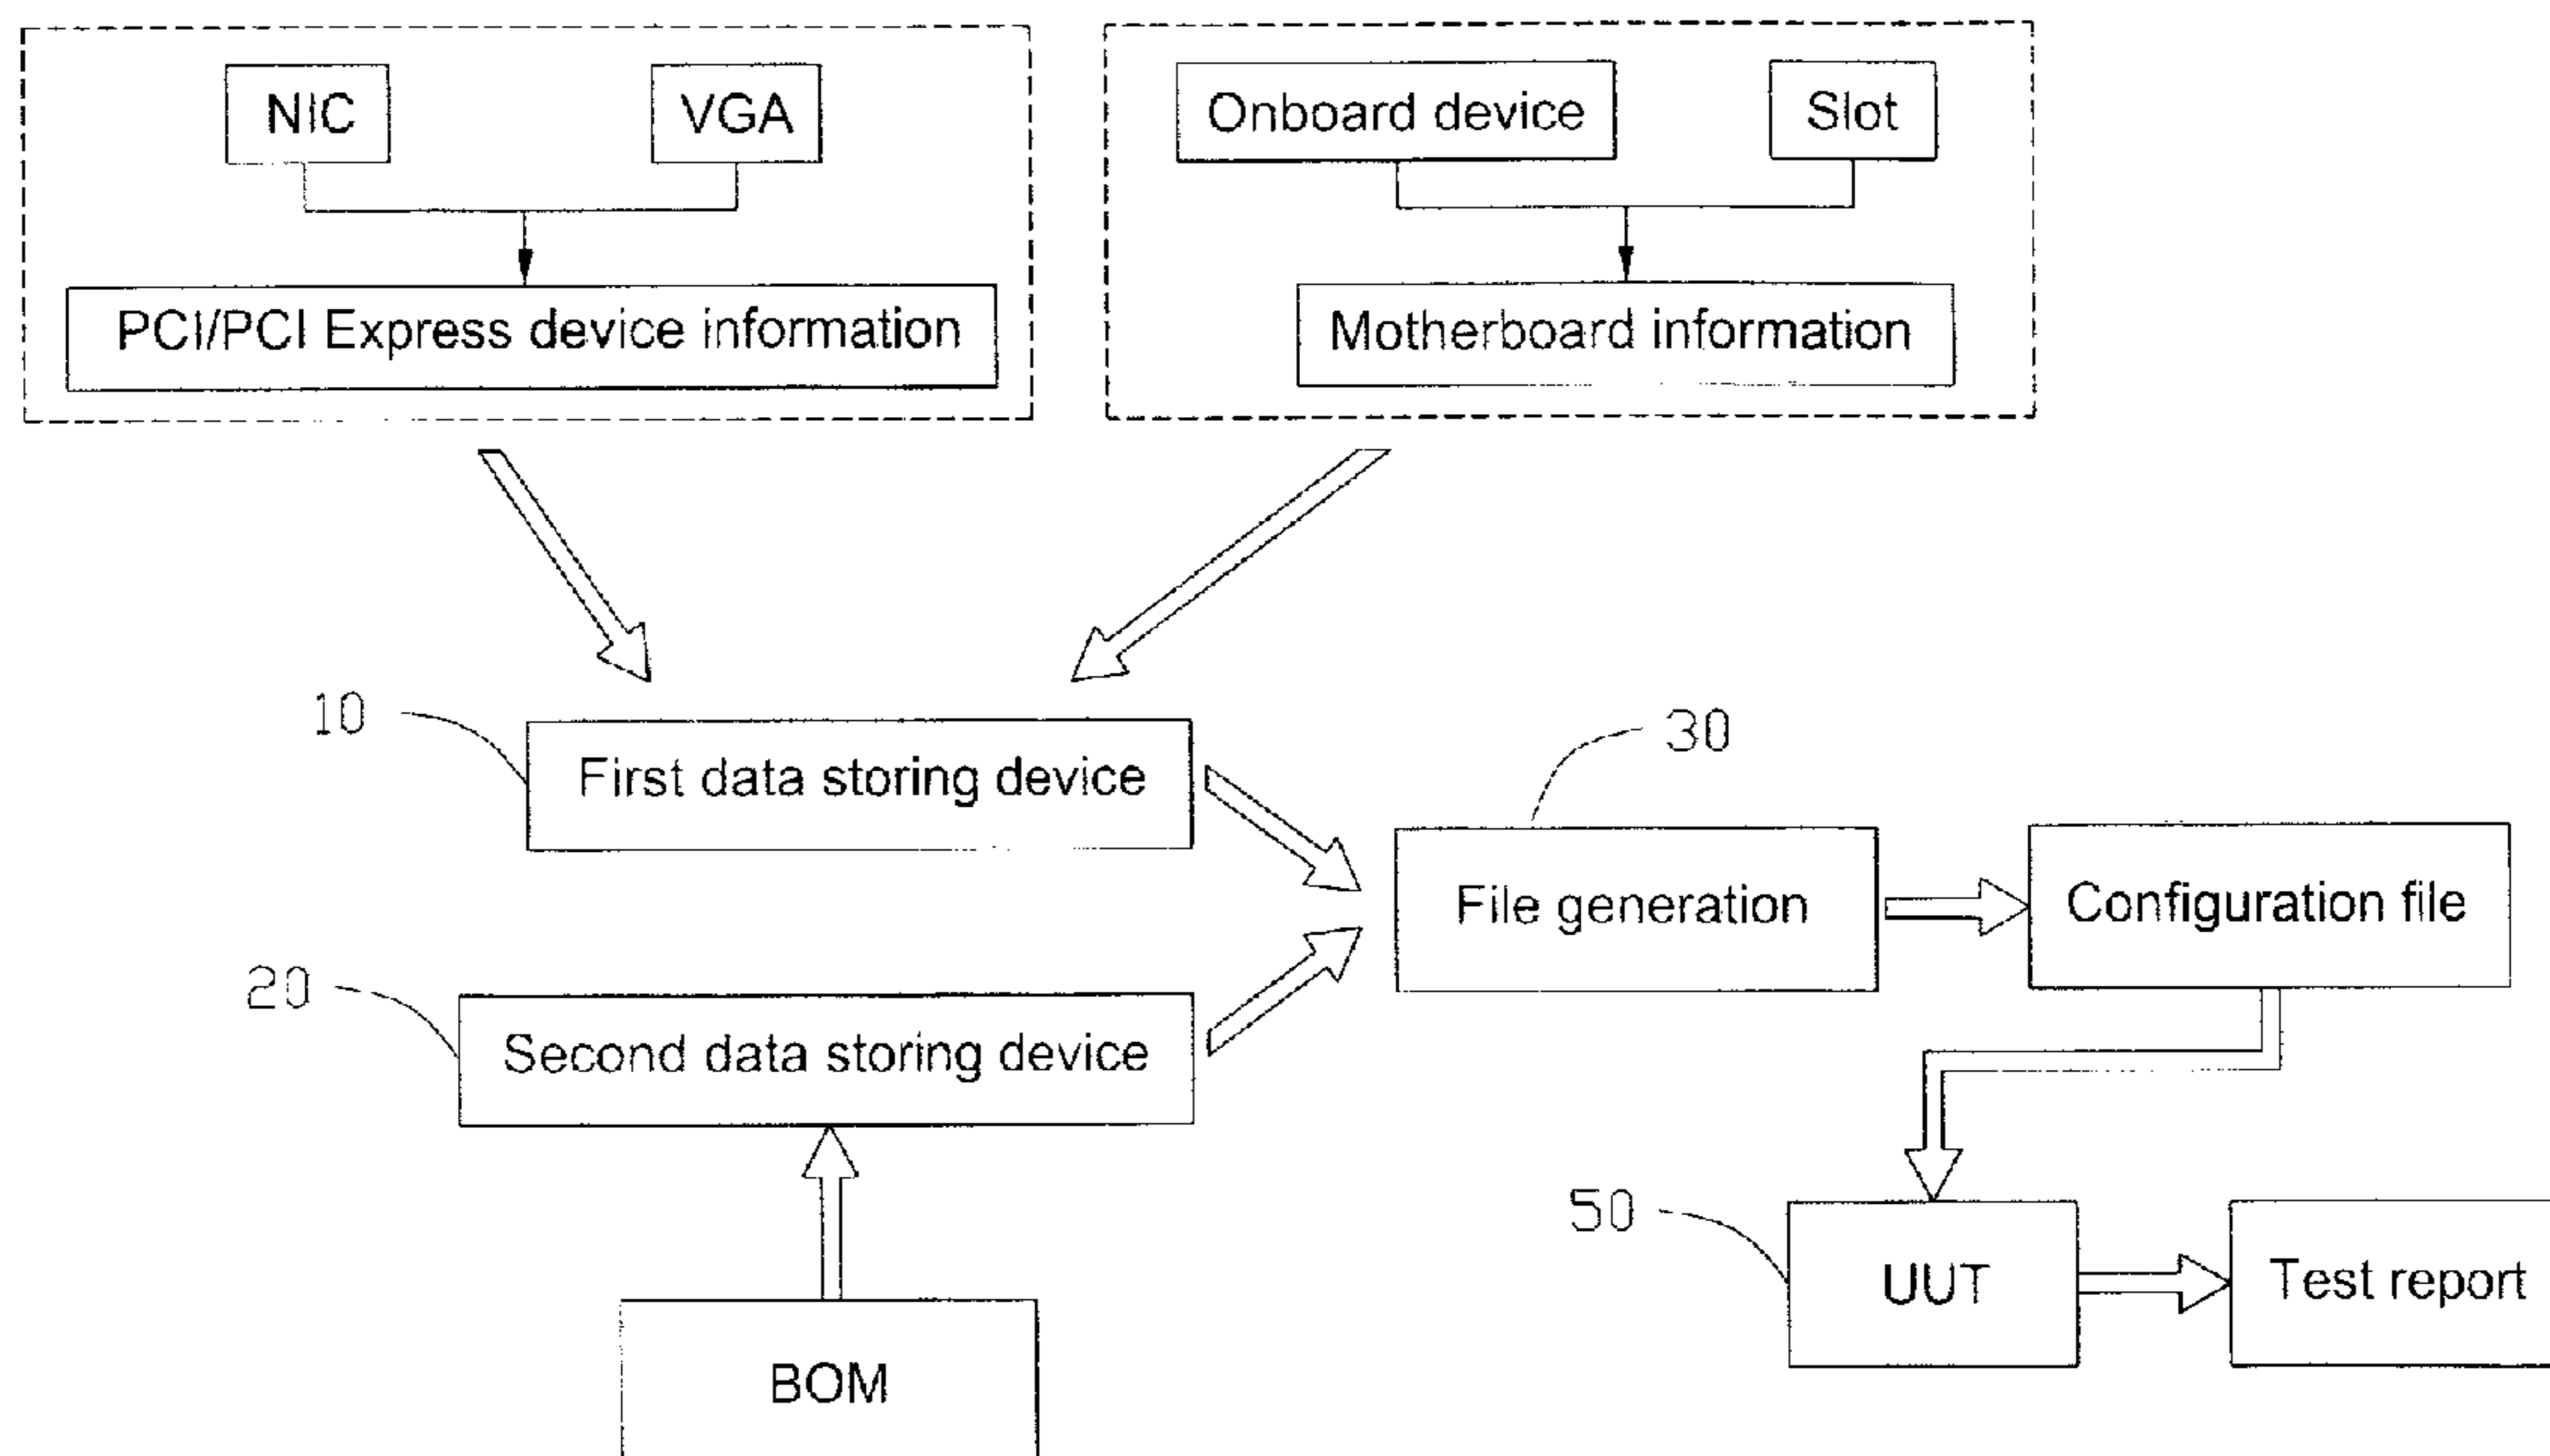 NIC
VGA
Onboard device
Slot
PCI/PCI Express device information
Motherboard information
10
First data storing device
30
File generation
Configuration file
20
Second data storing device
50
UUT
Test report
BOM